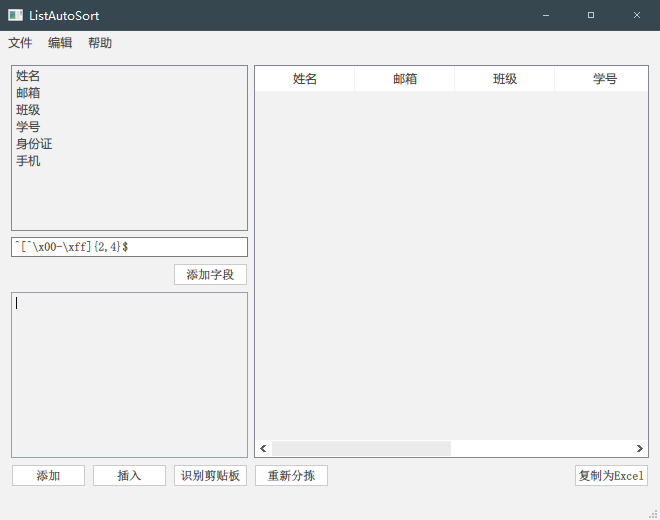 ListAutoSort
文件 编辑 帮助
姓名
邮箱
班级
学号
身份证
手机
^[^\x00-\xff]{2,4}$
添加字段
姓名 邮箱 班级 学号
添加 插入 识别剪贴板 重新分拣 复制为Excel